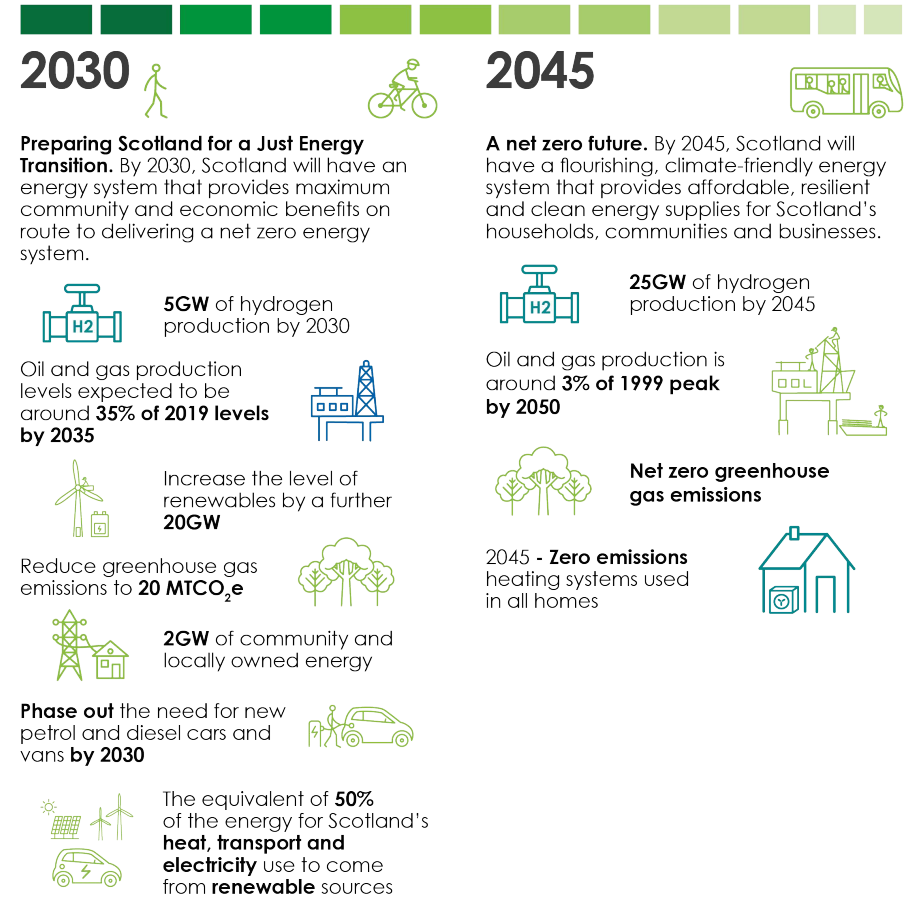 2030
Preparing Scotland for a Just Energy
Transition. By 2030, Scotland will have an
energy system that provides maximum
community and economic benefits on
route to delivering a net zero energy
system.
H2
5GW of hydrogen
production by 2030
Oil and gas production
levels expected to be
around 35% of 2019 levels
by 2035
Increase the level of
renewables by a further
20GW
Reduce greenhouse gas
emissions to 20 MTCO2e
2GW of community and
locally owned energy
Phase out the need for new
petrol and diesel cars and
vans by 2030
The equivalent of 50%
of the energy for Scotland's
heat, transport and
electricity use to come
from renewable sources
2045
A net zero future. By 2045, Scotland will
have a flourishing, climate-friendly energy
system that provides affordable, resilient
and clean energy supplies for Scotland's
households, communities and businesses.
H2
25GW of hydrogen
production by 2045
Oil and gas production is
around 3% of 1999 peak
by 2050
Net zero greenhouse
gas emissions
2045 - Zero emissions
heating systems used
in all homes